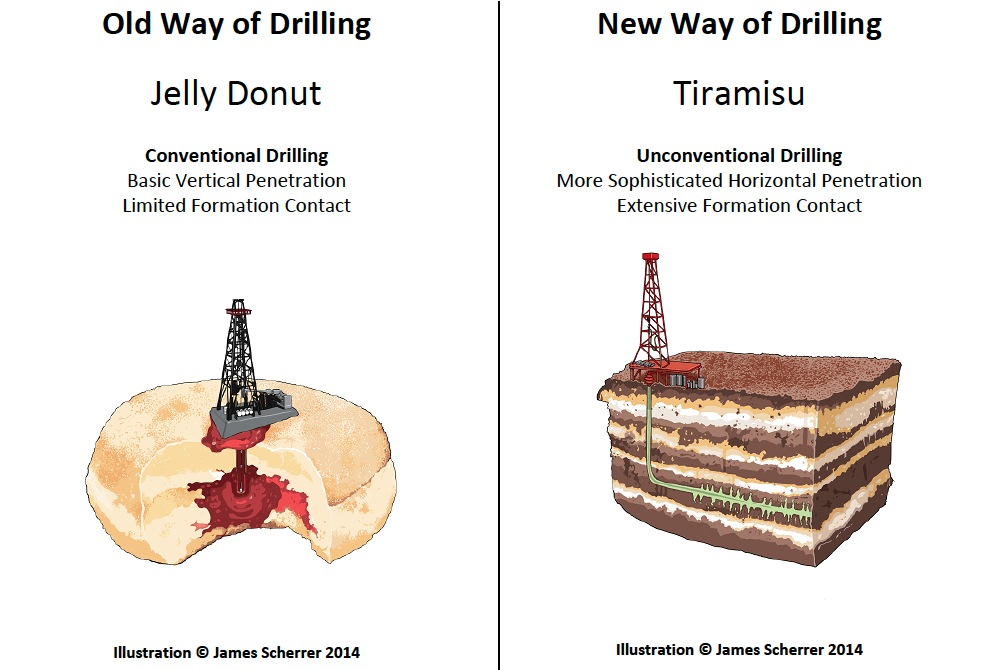 Old Way of Drilling
Jelly Donut
Conventional Drilling
Basic Vertical Penetration
Limited Formation Contact
Illustration © James Scherrer 2014
New Way of Drilling
Tiramisu
Unconventional Drilling
More Sophisticated Horizontal Penetration
Extensive Formation Contact
Illustration © James Scherrer 2014